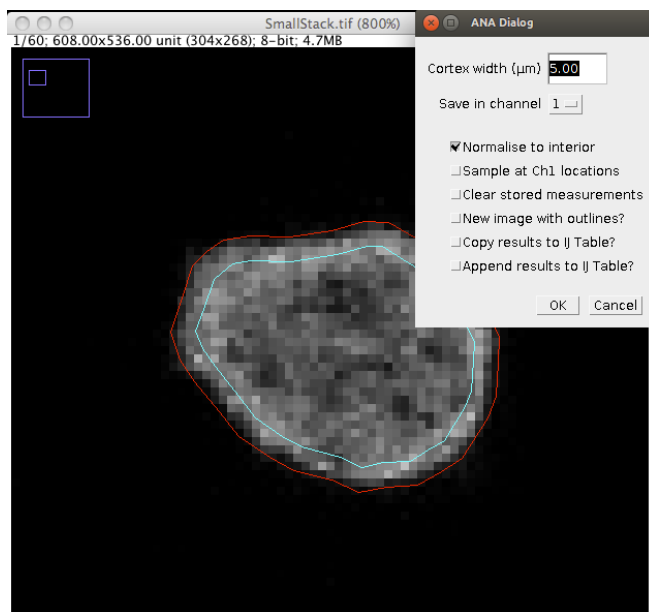 SmallStack.tif (800%)
1/60; 608.00x536.00 unit (304x268); 8-bit; 4.7MB
ANA Dialog
Cortex width (µm) 5.00
Save in channel 1
Normalise to interior
Sample at Ch1 locations
Clear stored measurements
New image with outlines?
Copy results to IJ Table?
Append results to IJ Table?
OK Cancel